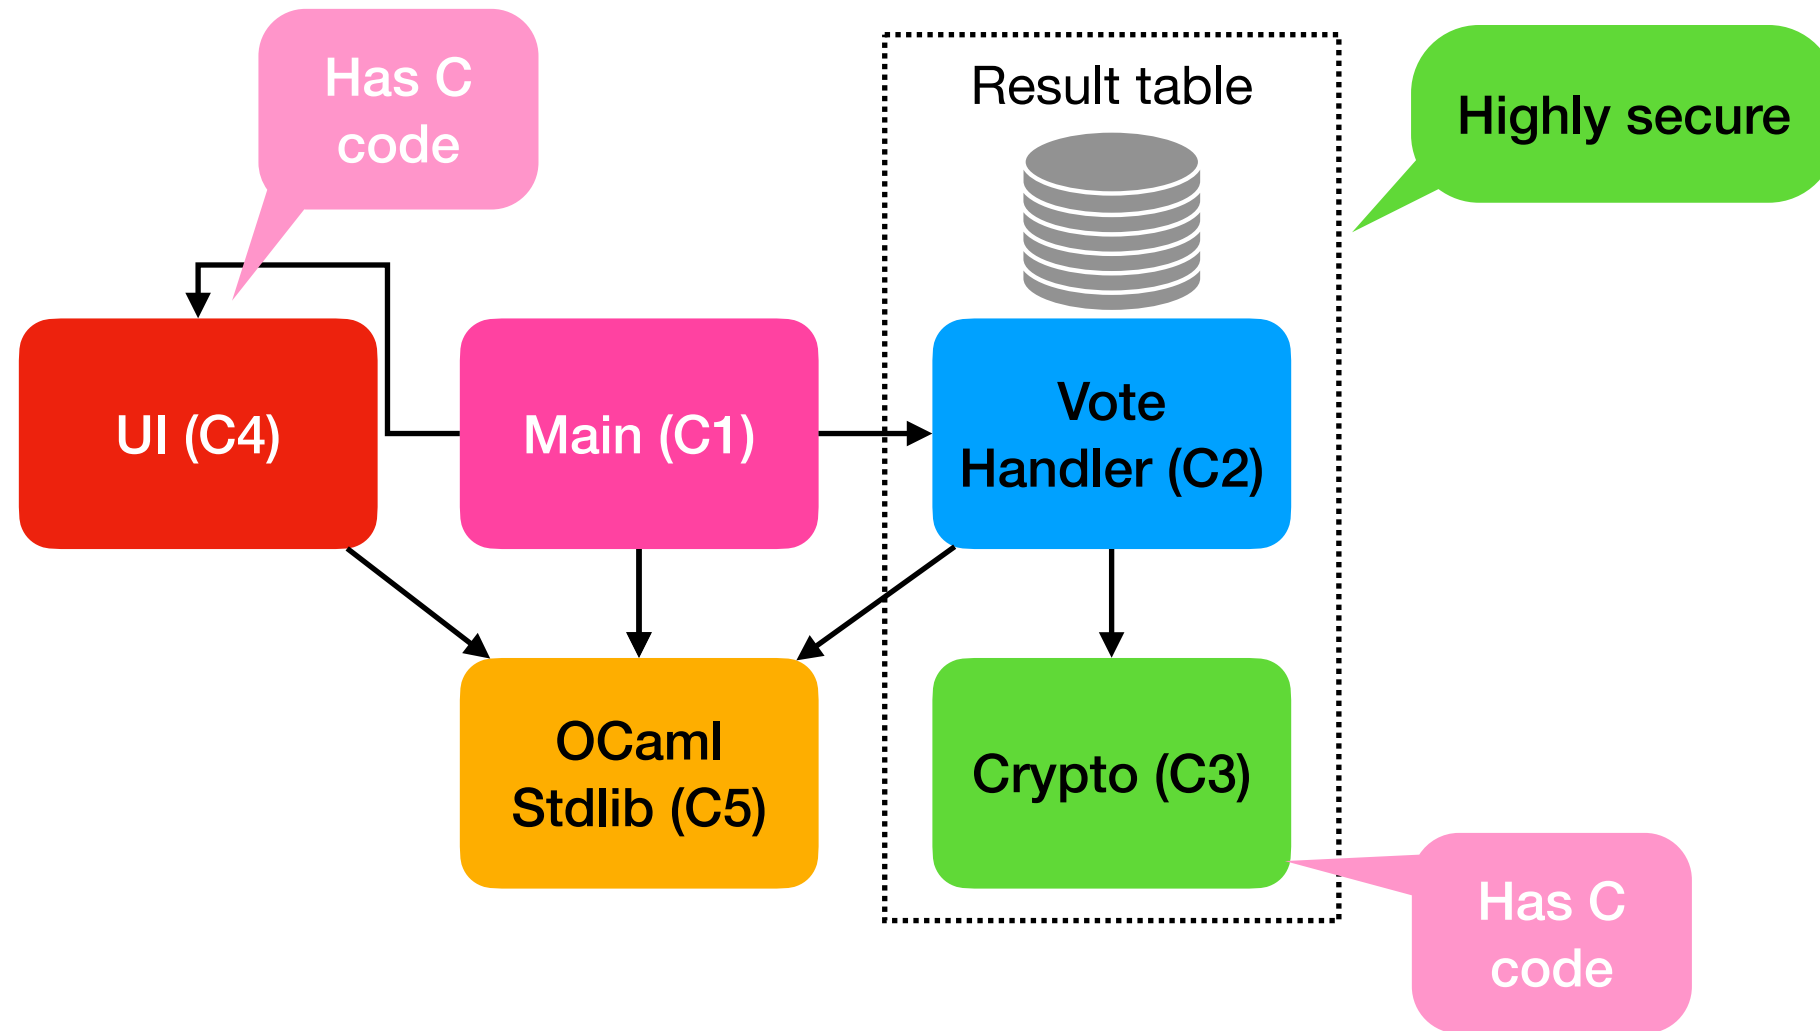 Has C
code
Result table
Highly secure
UI (C4)
Main (C1)
Vote
Handler (C2)
OCaml
Stdlib (C5)
Crypto (C3)
Has C
code